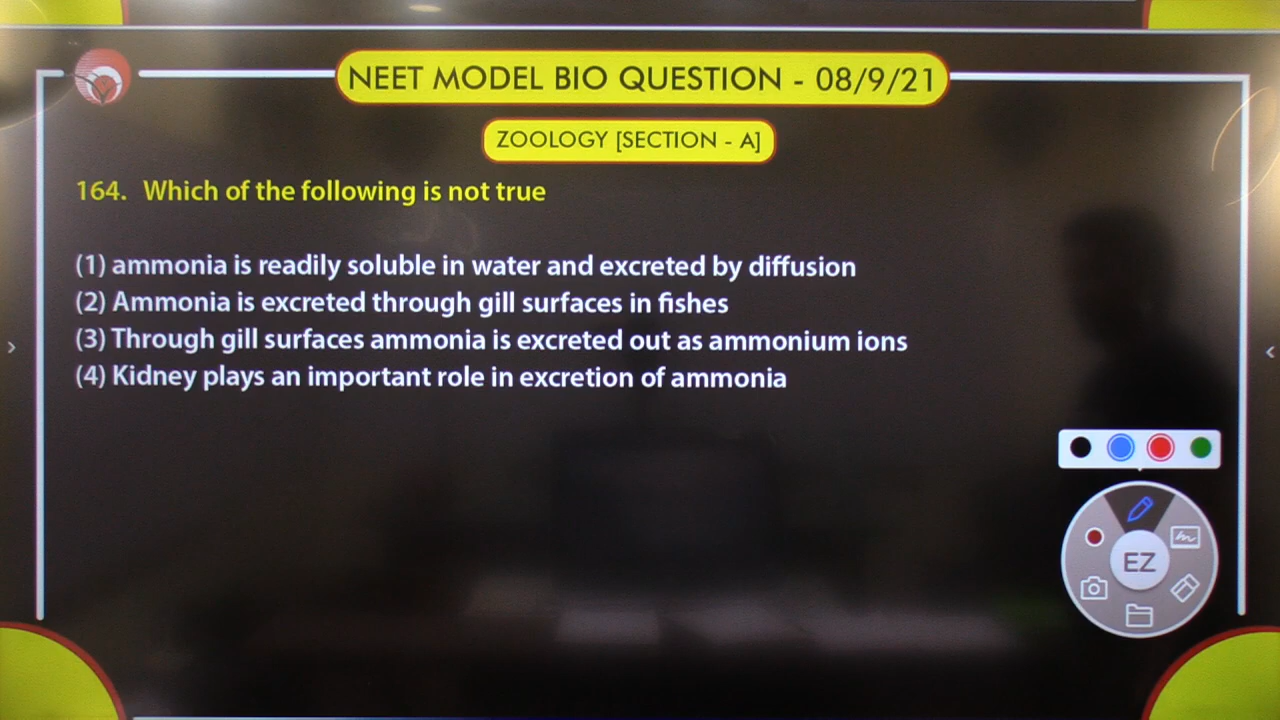 NEET MODEL BIO QUESTION - 08/9/21
ZOOLOGY [SECTION - A]
164. Which of the following is not true
(1) ammonia is readily soluble in water and excreted by diffusion
(2) Ammonia is excreted through gill surfaces in fishes
(3) Through gill surfaces ammonia is excreted out as ammonium ions
(4) Kidney plays an important role in excretion of ammonia
EZ